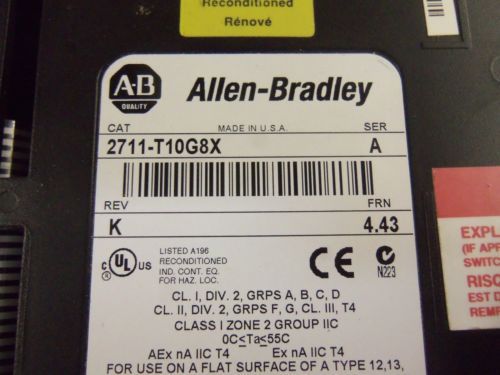 Reconditioned
Rénové
A-B
QUALITY
Allen-Bradley
CAT MADE IN U.S.A. SER
2711-T10G8X A
REV FRN
K 4.43
c UL US
LISTED A196
RECONDITIONED
IND. CONT. EQ.
FOR HAZ. LOC.
CE
N223
CL. I, DIV. 2, GRPS A, B, C, D
CL. II, DIV. 2, GRPS F, G, CL. III, T4
CLASS I ZONE 2 GROUP IIC
0C≤Ta≤55C
AEx nA IIC T4 Ex nA IIC T4
FOR USE ON A FLAT SURFACE OF A TYPE 12,13,
EXPL
(IF APP
SWITC
RISQ
EST D
REMP